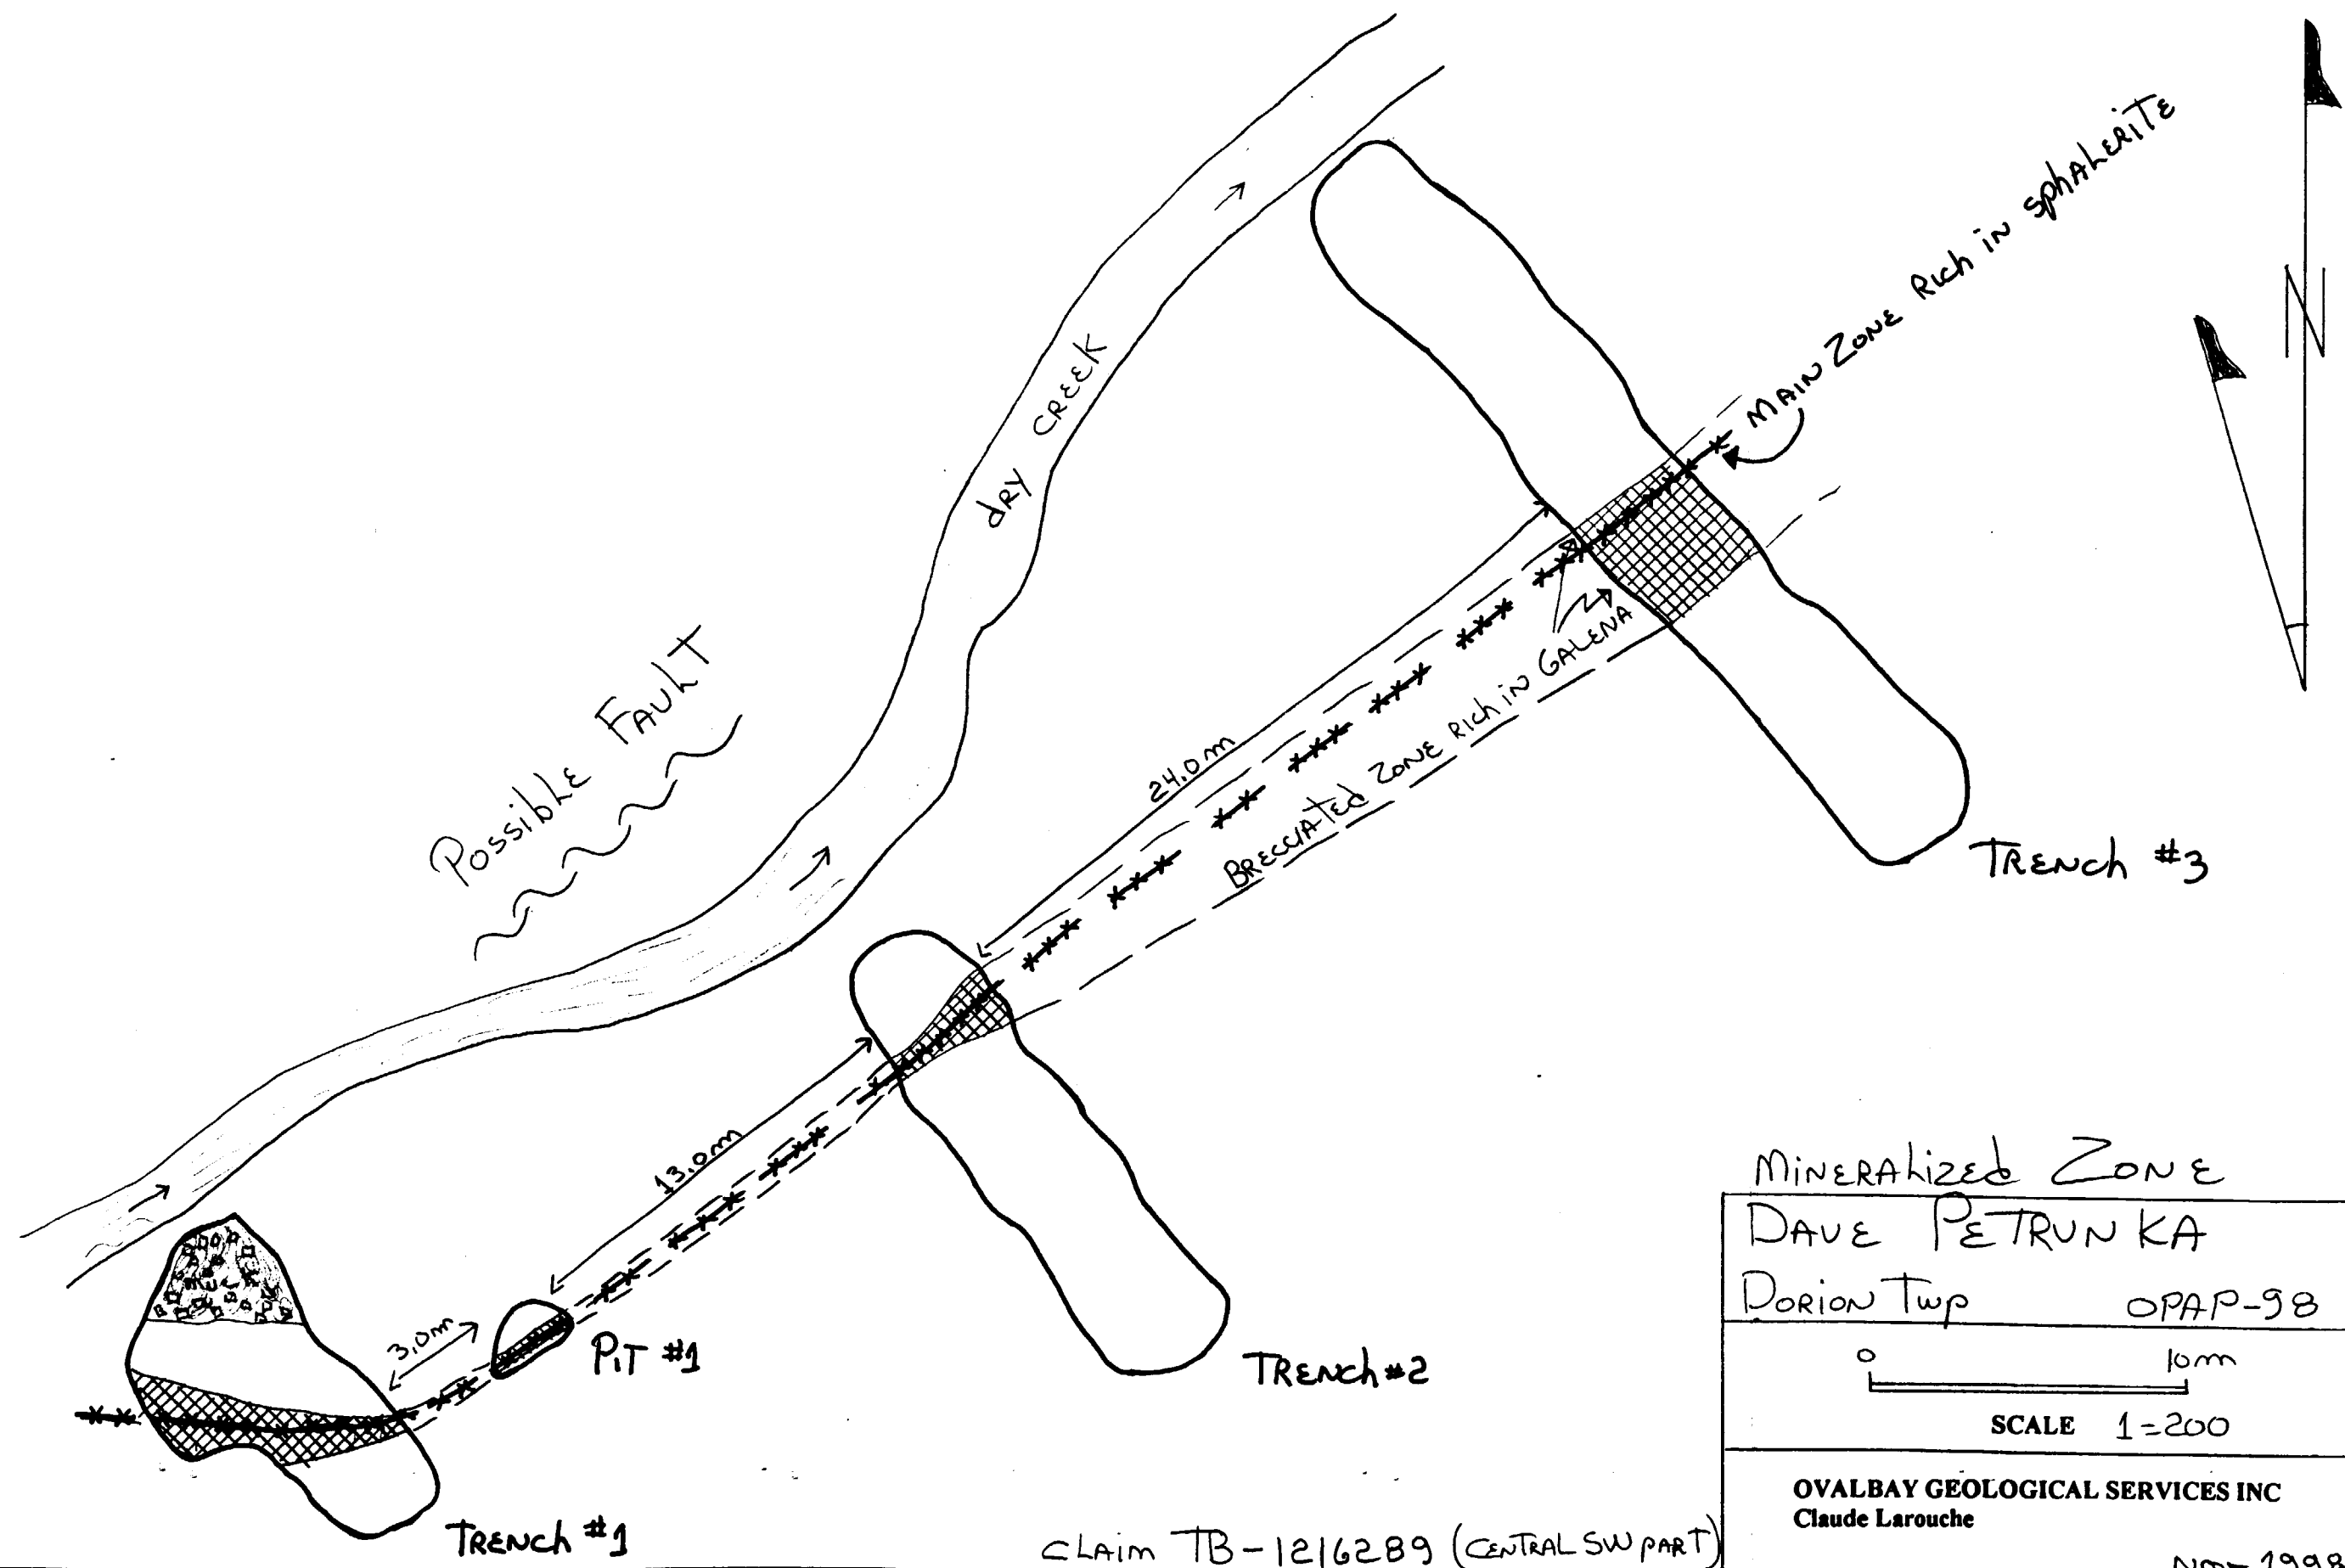 N
MAIN ZONE Rich in sphalerite
dry creek
Possible Fault
24.0m
Brecciated Zone rich in Galena
Trench #3
13.0m
Muck
3.0m
Pit #1
Trench #2
Trench #1
Claim TB-1216289 (Central SW part)
Mineralized Zone
Dave Petrunka
Dorion Twp OPAP-98
0 10m
SCALE 1=200
OVALBAY GEOLOGICAL SERVICES INC
Claude Larouche
1998